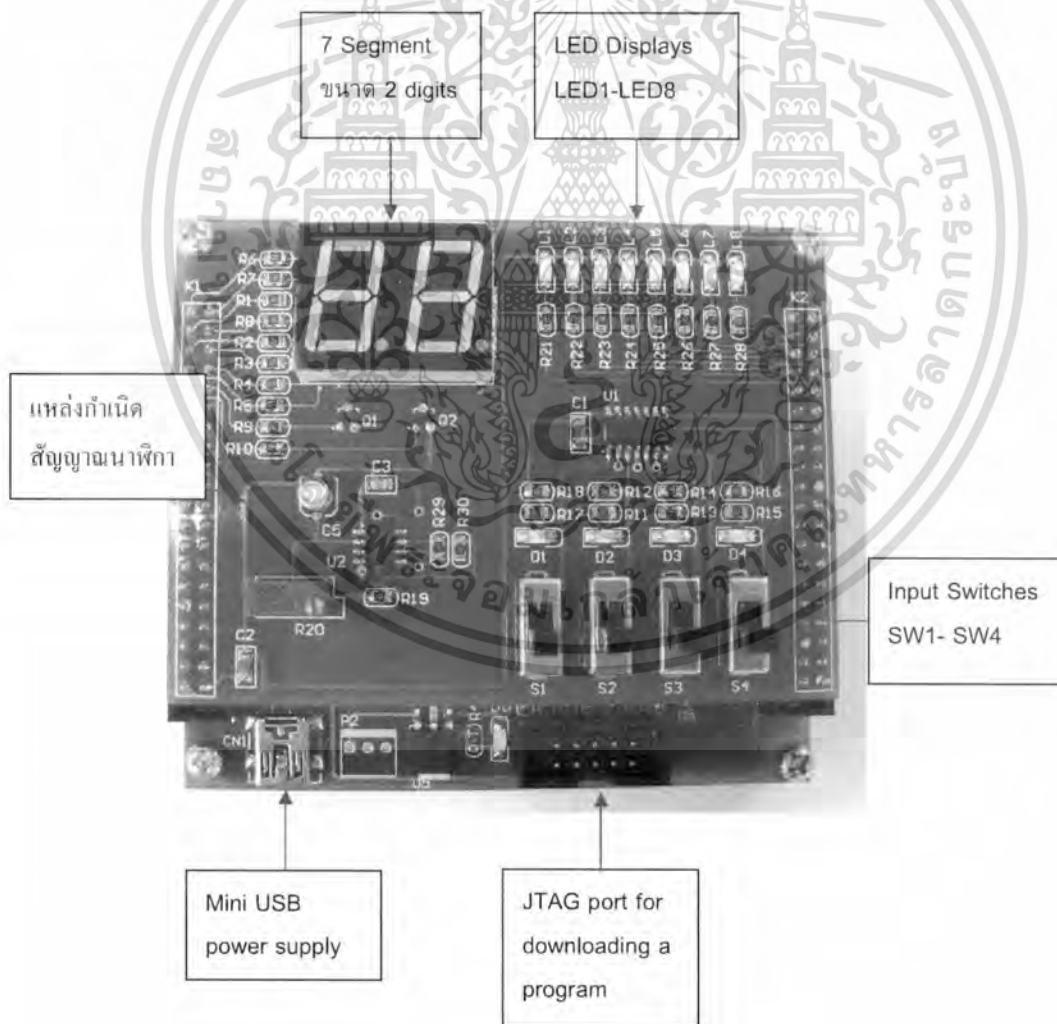 7 Segment
ขนาด 2 digits
LED Displays
LED1-LED8
L6
L7
L8
R6
R7
R1
R8
R2
R3
R4
R9
R10
K1
K2
R21
R22
R23
R24
R25
R26
R27
R28
Q1
Q2
C1
U1
แหล่งกำเนิด
สัญญาณนาฬิกา
C3
C5
R29
R30
U2
R19
R20
C2
R18
R12
R14
R16
R17
R11
R13
R15
D1
D2
D3
D4
S1
S2
S3
S4
Input Switches
SW1- SW4
CN1
P2
U5
Mini USB
power supply
JTAG port for
downloading a
program